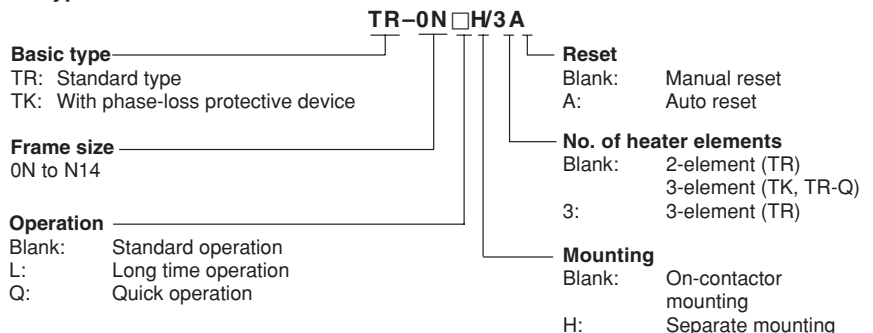 TR–0N□H/3A
Basic type
TR: Standard type
TK: With phase-loss protective device
Frame size
0N to N14
Operation
Blank: Standard operation
L: Long time operation
Q: Quick operation
Reset
Blank: Manual reset
A: Auto reset
No. of heater elements
Blank: 2-element (TR)
3-element (TK, TR-Q)
3: 3-element (TR)
Mounting
Blank: On-contactor
mounting
H: Separate mounting